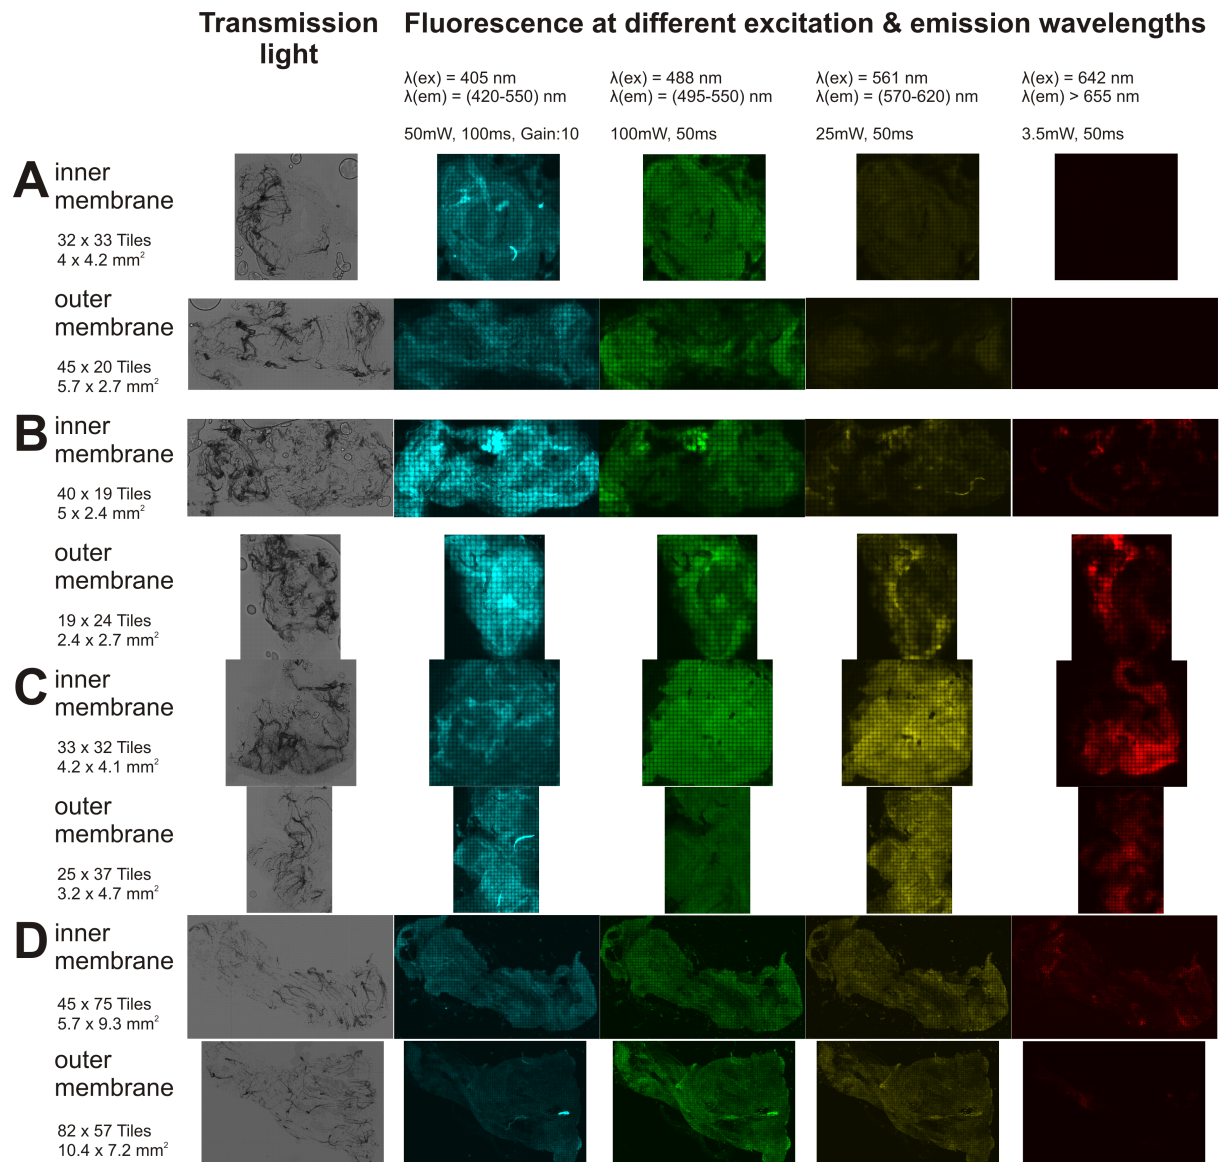 Transmission light
Fluorescence at different excitation & emission wavelengths
λ(ex) = 405 nm
λ(em) = (420-550) nm
50mW, 100ms, Gain:10
λ(ex) = 488 nm
λ(em) = (495-550) nm
100mW, 50ms
λ(ex) = 561 nm
λ(em) = (570-620) nm
25mW, 50ms
λ(ex) = 642 nm
λ(em) > 655 nm
3.5mW, 50ms
A
inner
membrane
32 x 33 Tiles
4 x 4.2 mm²
outer
membrane
45 x 20 Tiles
5.7 x 2.7 mm²
B
inner
membrane
40 x 19 Tiles
5 x 2.4 mm²
outer
membrane
19 x 24 Tiles
2.4 x 2.7 mm²
C
inner
membrane
33 x 32 Tiles
4.2 x 4.1 mm²
outer
membrane
25 x 37 Tiles
3.2 x 4.7 mm²
D
inner
membrane
45 x 75 Tiles
5.7 x 9.3 mm²
outer
membrane
82 x 57 Tiles
10.4 x 7.2 mm²